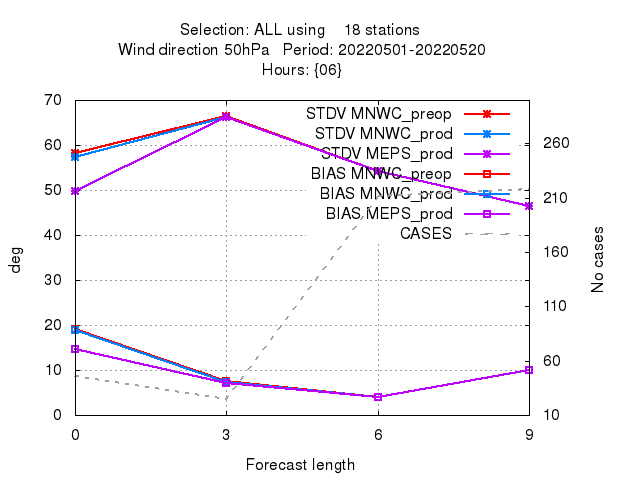 Selection: ALL using    18 stations
Wind direction 50hPa   Period: 20220501-20220520
Hours: {06}
70
60
50
40
30
20
10
0
deg
STDV MNWC_preop
STDV MNWC_prod
STDV MEPS_prod
BIAS MNWC_preop
BIAS MNWC_prod
BIAS MEPS_prod
CASES
260
210
160
110
60
10
No cases
0 3 6 9
Forecast length